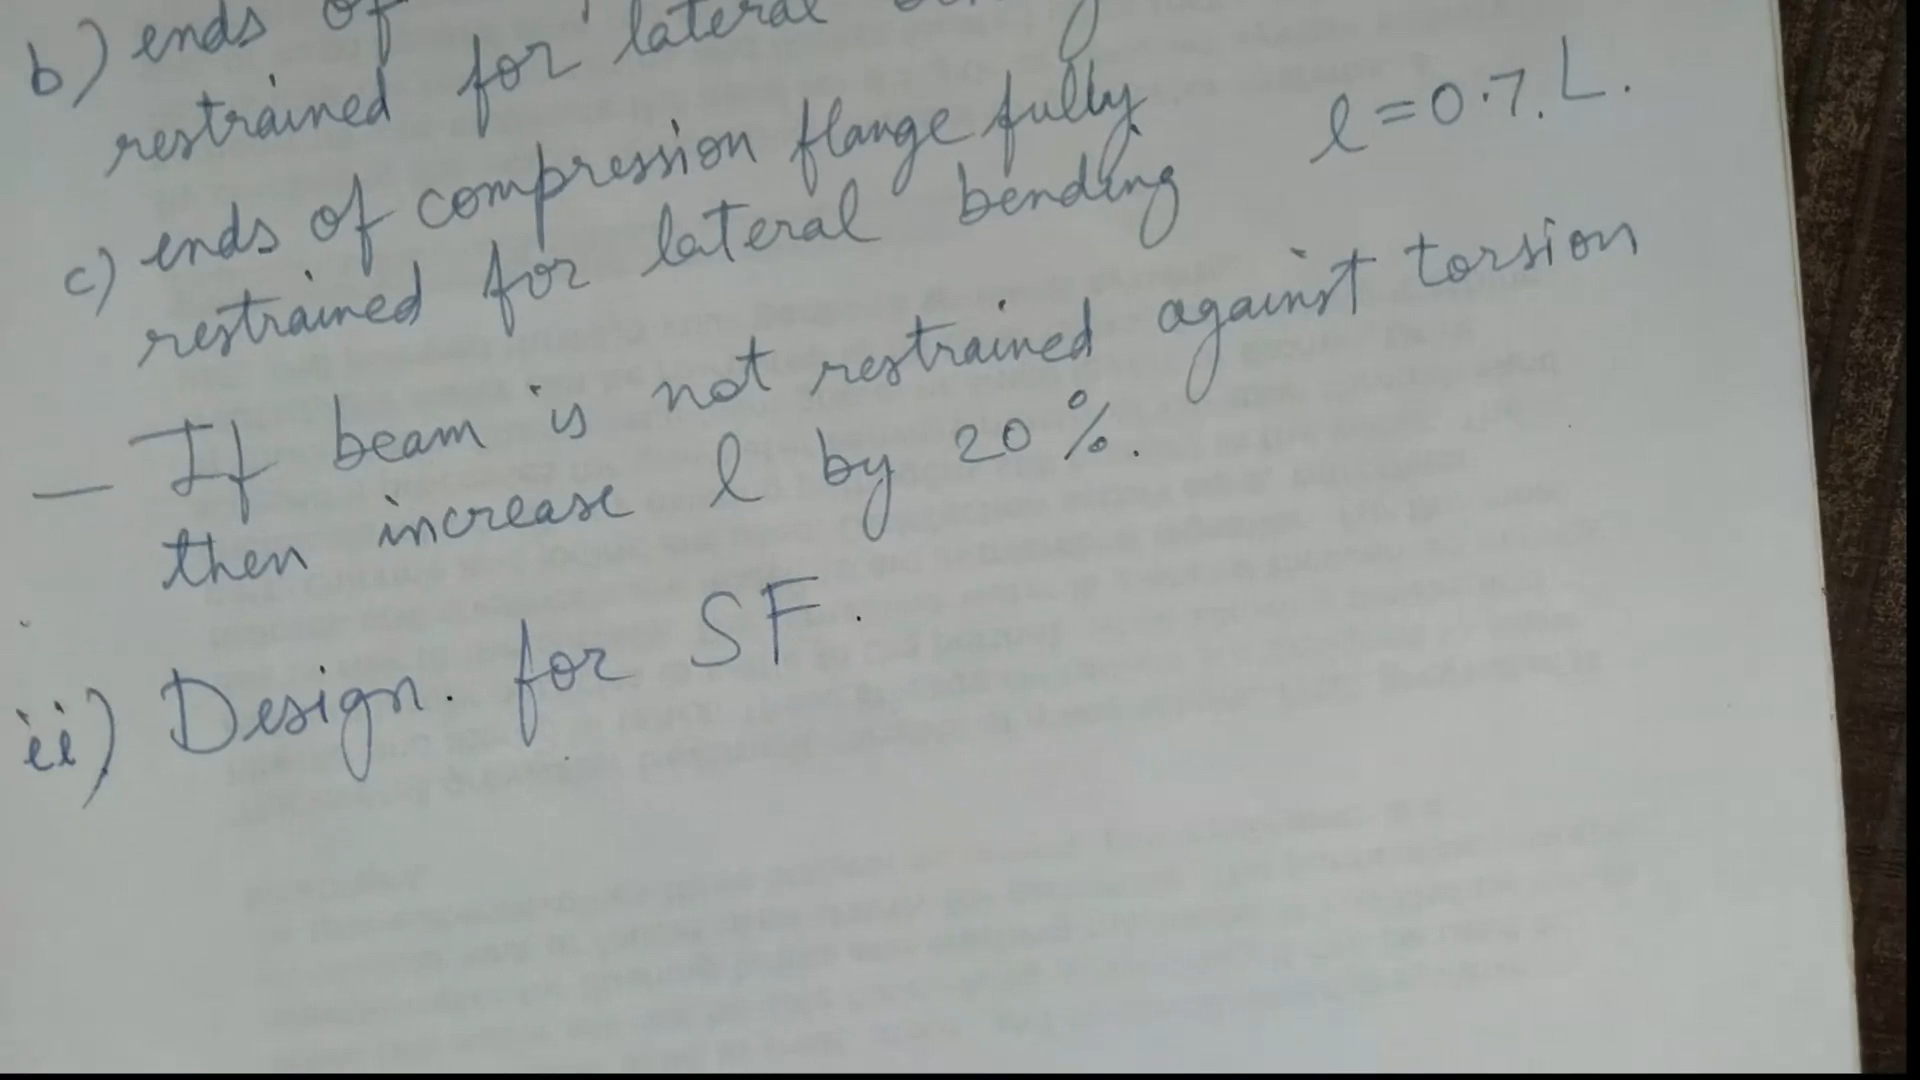 b) ends of
restrained for lateral
c) ends of compression flange fully
restrained for lateral bending l = 0.7. L.
— If beam is not restrained against torsion
then increase l by 20%.
ii) Design. for SF.